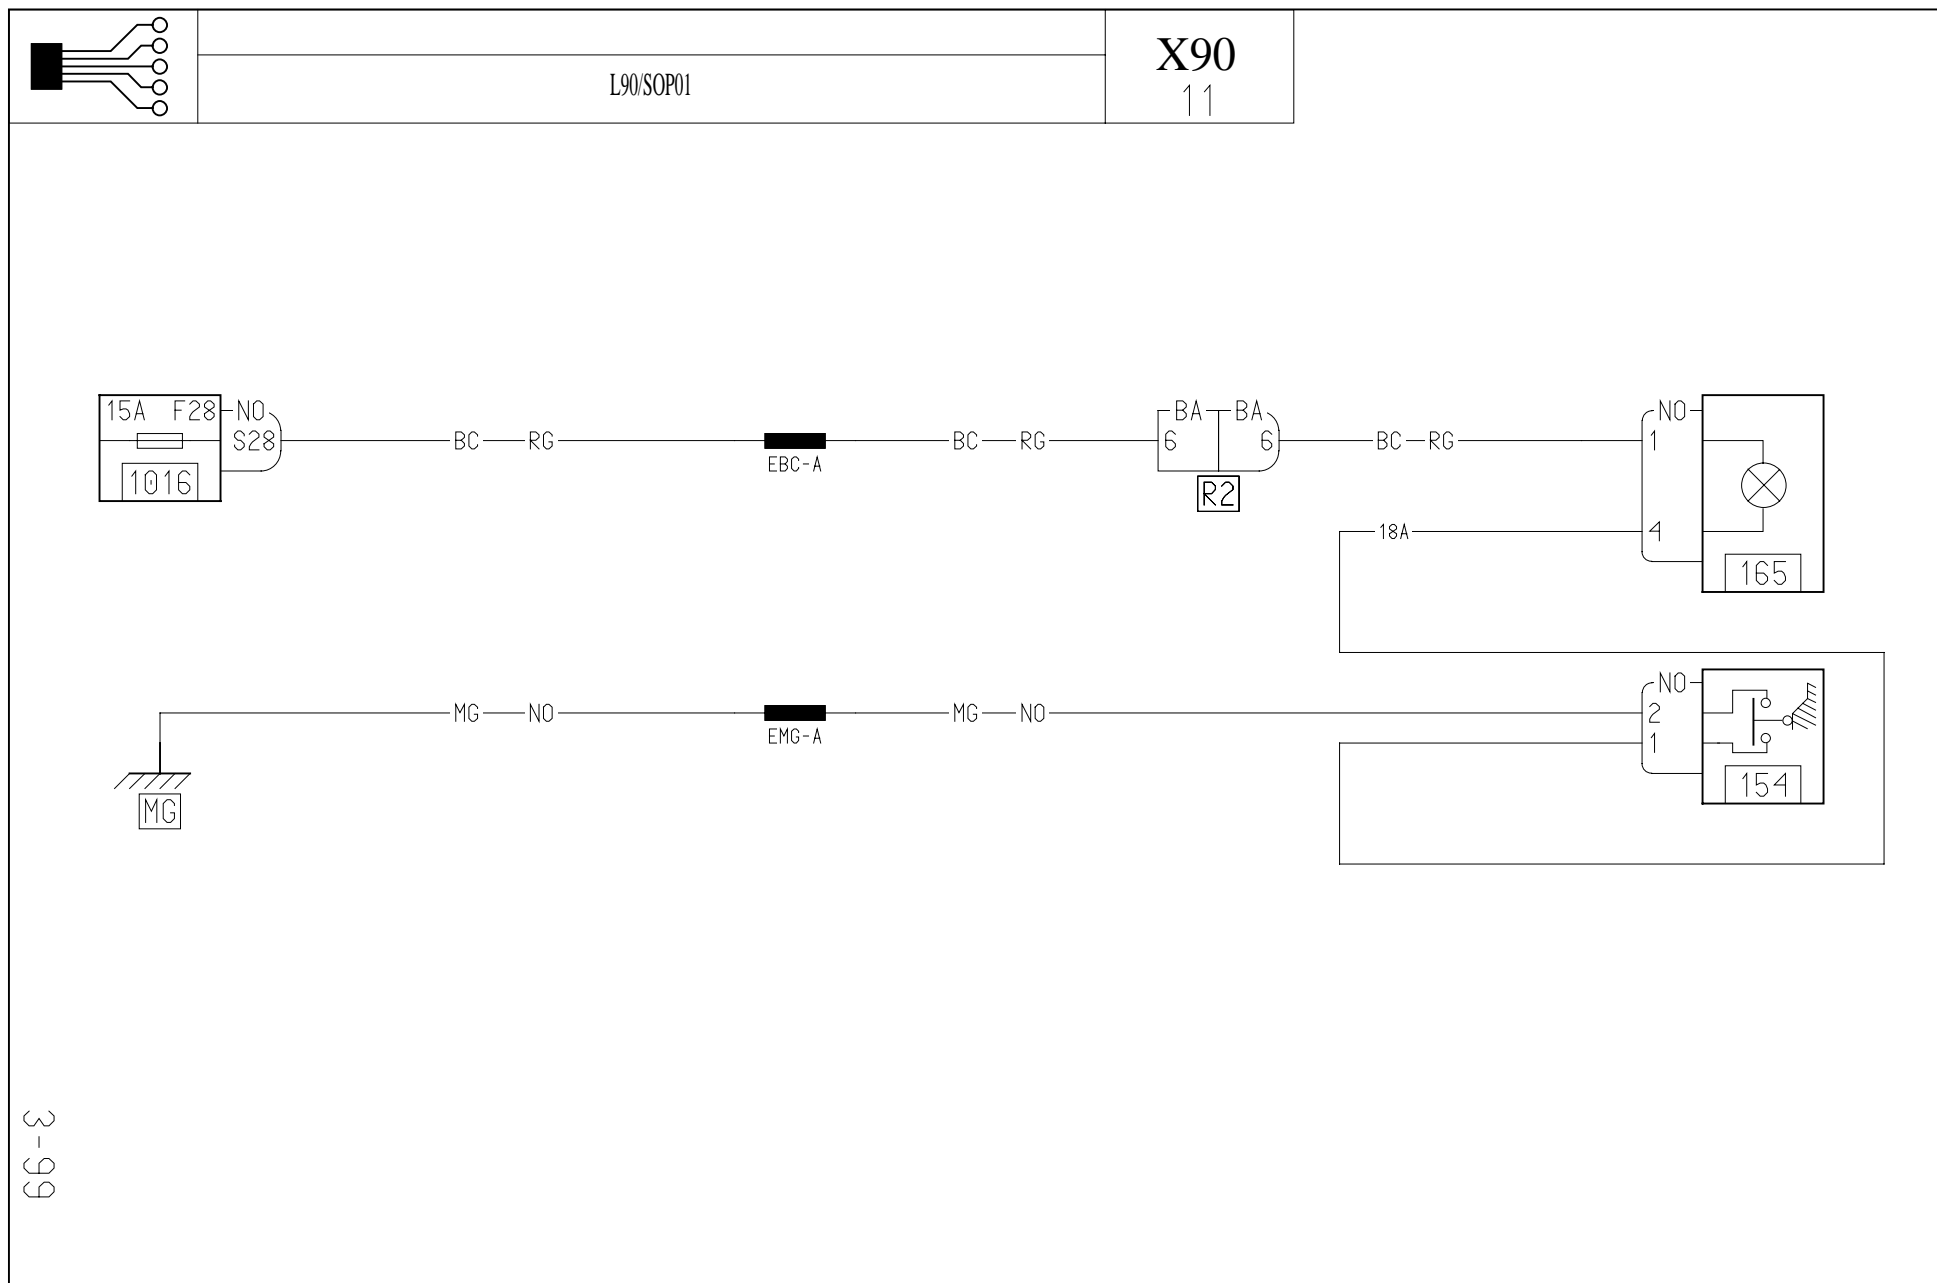 X90
L90/SOP01
11
15A F28 NO
S28 BC RG EBC-A BC RG
1016
BA BA
6 6
R2
BC RG
NO
1
18A 4
165
MG NO EMG-A MG NO
NO
2
1
154
MG
3-99